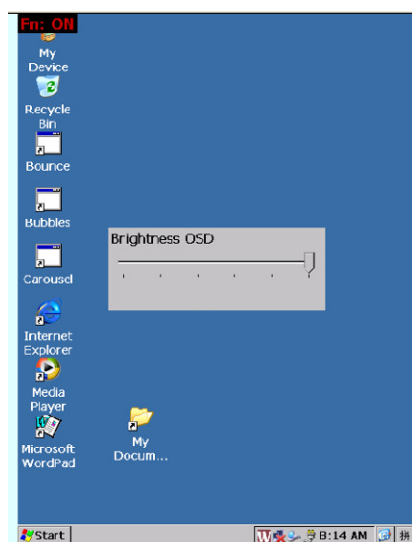 Fn: ON
My
Device
Recycle
Bin
Bounce
Bubbles
Carousel
Internet
Explorer
Media
Player
Microsoft
WordPad
My
Docum...
Brightness OSD
Start
8:14 AM
拼